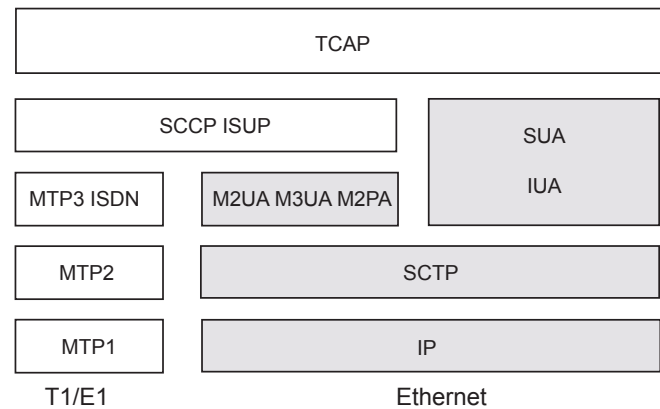 TCAP
SCCP ISUP
SUA
IUA
MTP3 ISDN
M2UA M3UA M2PA
MTP2
SCTP
MTP1
IP
T1/E1
Ethernet